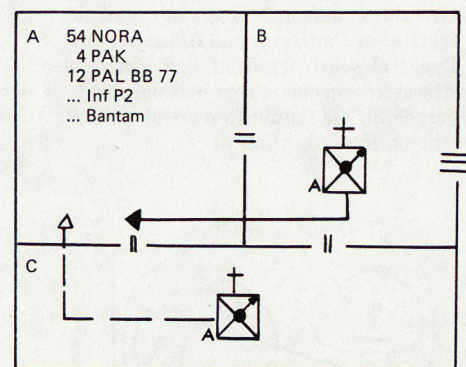 A 54 NORA B
4 PAK
12 PAL BB 77
... Inf P2
... Bantam
A
C
A